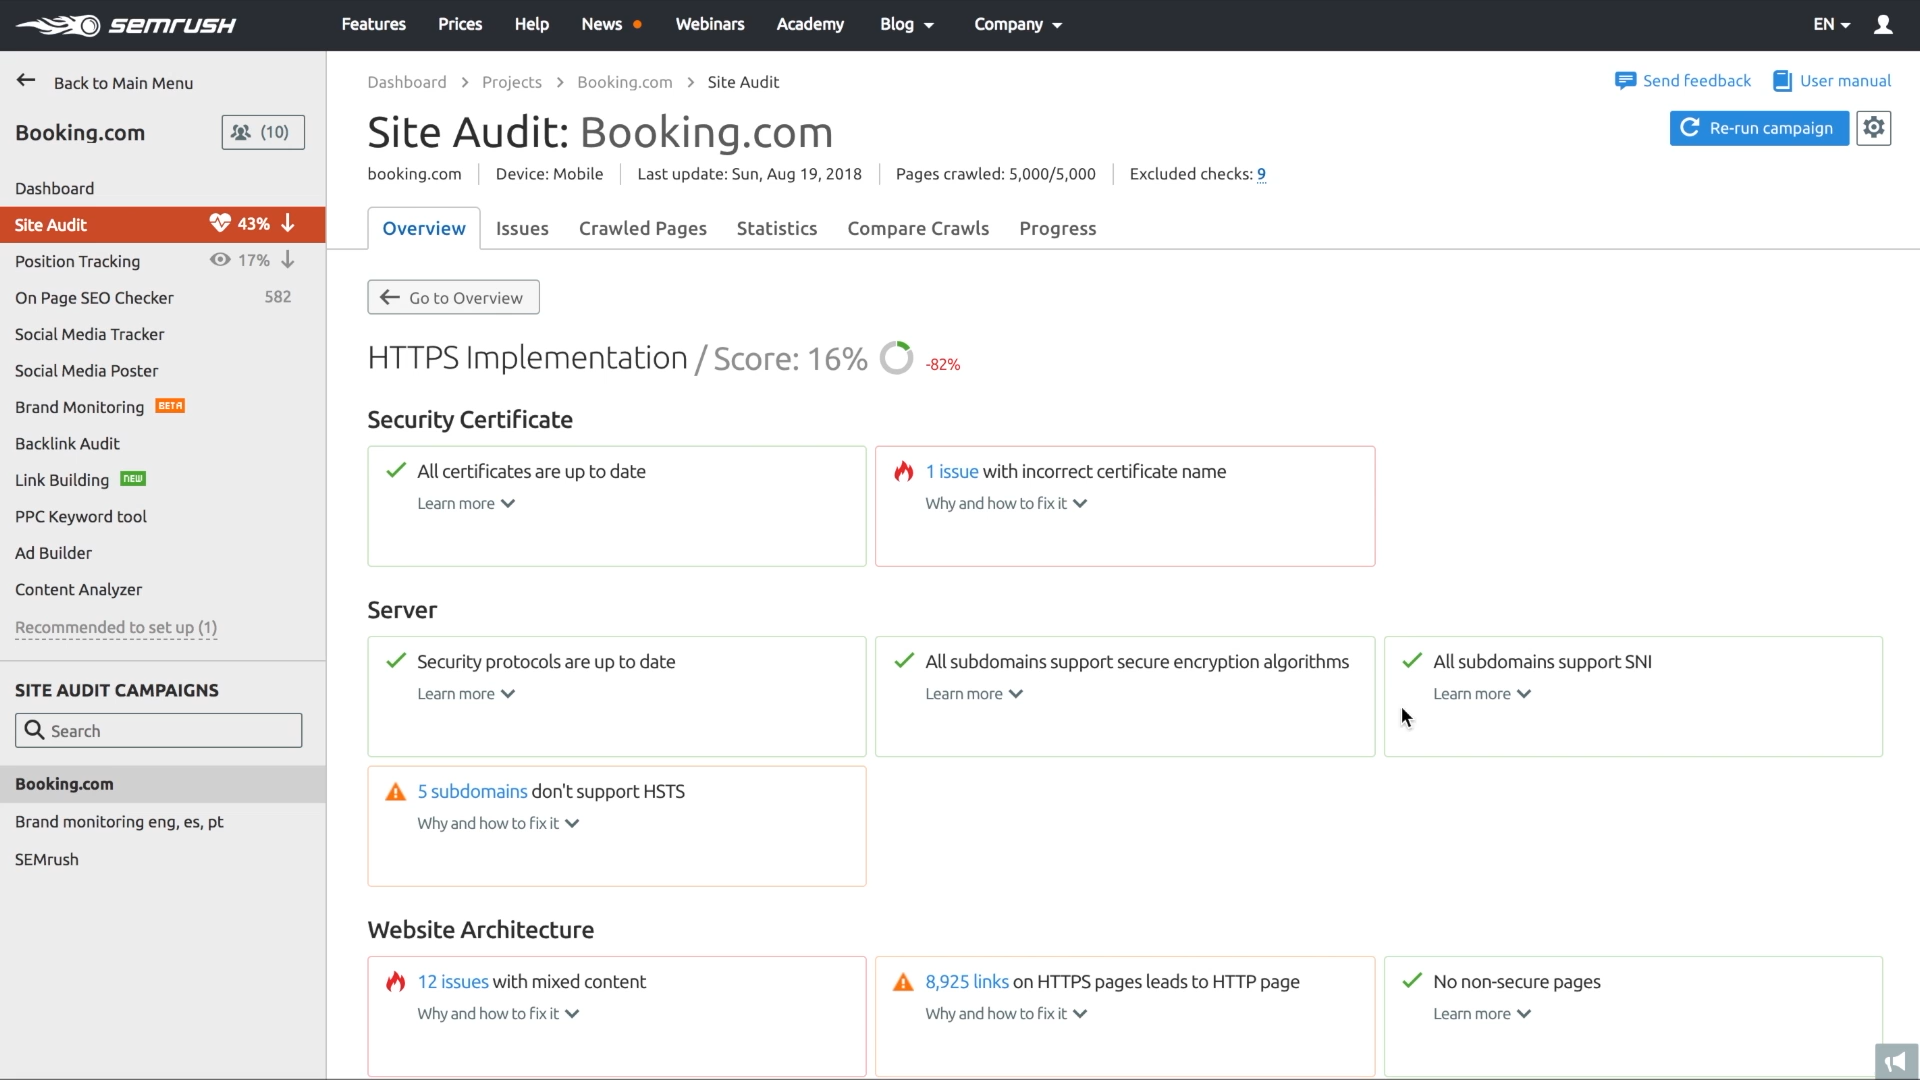 semrush
Features Prices Help News Webinars Academy Blog Company EN
Back to Main Menu
Booking.com (10)
Dashboard
Site Audit 43%
Position Tracking 17%
On Page SEO Checker 582
Social Media Tracker
Social Media Poster
Brand Monitoring BETA
Backlink Audit
Link Building new
PPC Keyword tool
Ad Builder
Content Analyzer
Recommended to set up (1)
SITE AUDIT CAMPAIGNS
Search
Booking.com
Brand monitoring eng, es, pt
SEMrush
Dashboard > Projects > Booking.com > Site Audit
Send feedback User manual
Site Audit: Booking.com
Re-run campaign
booking.com Device: Mobile Last update: Sun, Aug 19, 2018 Pages crawled: 5,000/5,000 Excluded checks: 9
Overview Issues Crawled Pages Statistics Compare Crawls Progress
Go to Overview
HTTPS Implementation / Score: 16% -82%
Security Certificate
All certificates are up to date
Learn more
1 issue with incorrect certificate name
Why and how to fix it
Server
Security protocols are up to date
Learn more
All subdomains support secure encryption algorithms
Learn more
All subdomains support SNI
Learn more
5 subdomains don't support HSTS
Why and how to fix it
Website Architecture
12 issues with mixed content
Why and how to fix it
8,925 links on HTTPS pages leads to HTTP page
Why and how to fix it
No non-secure pages
Learn more